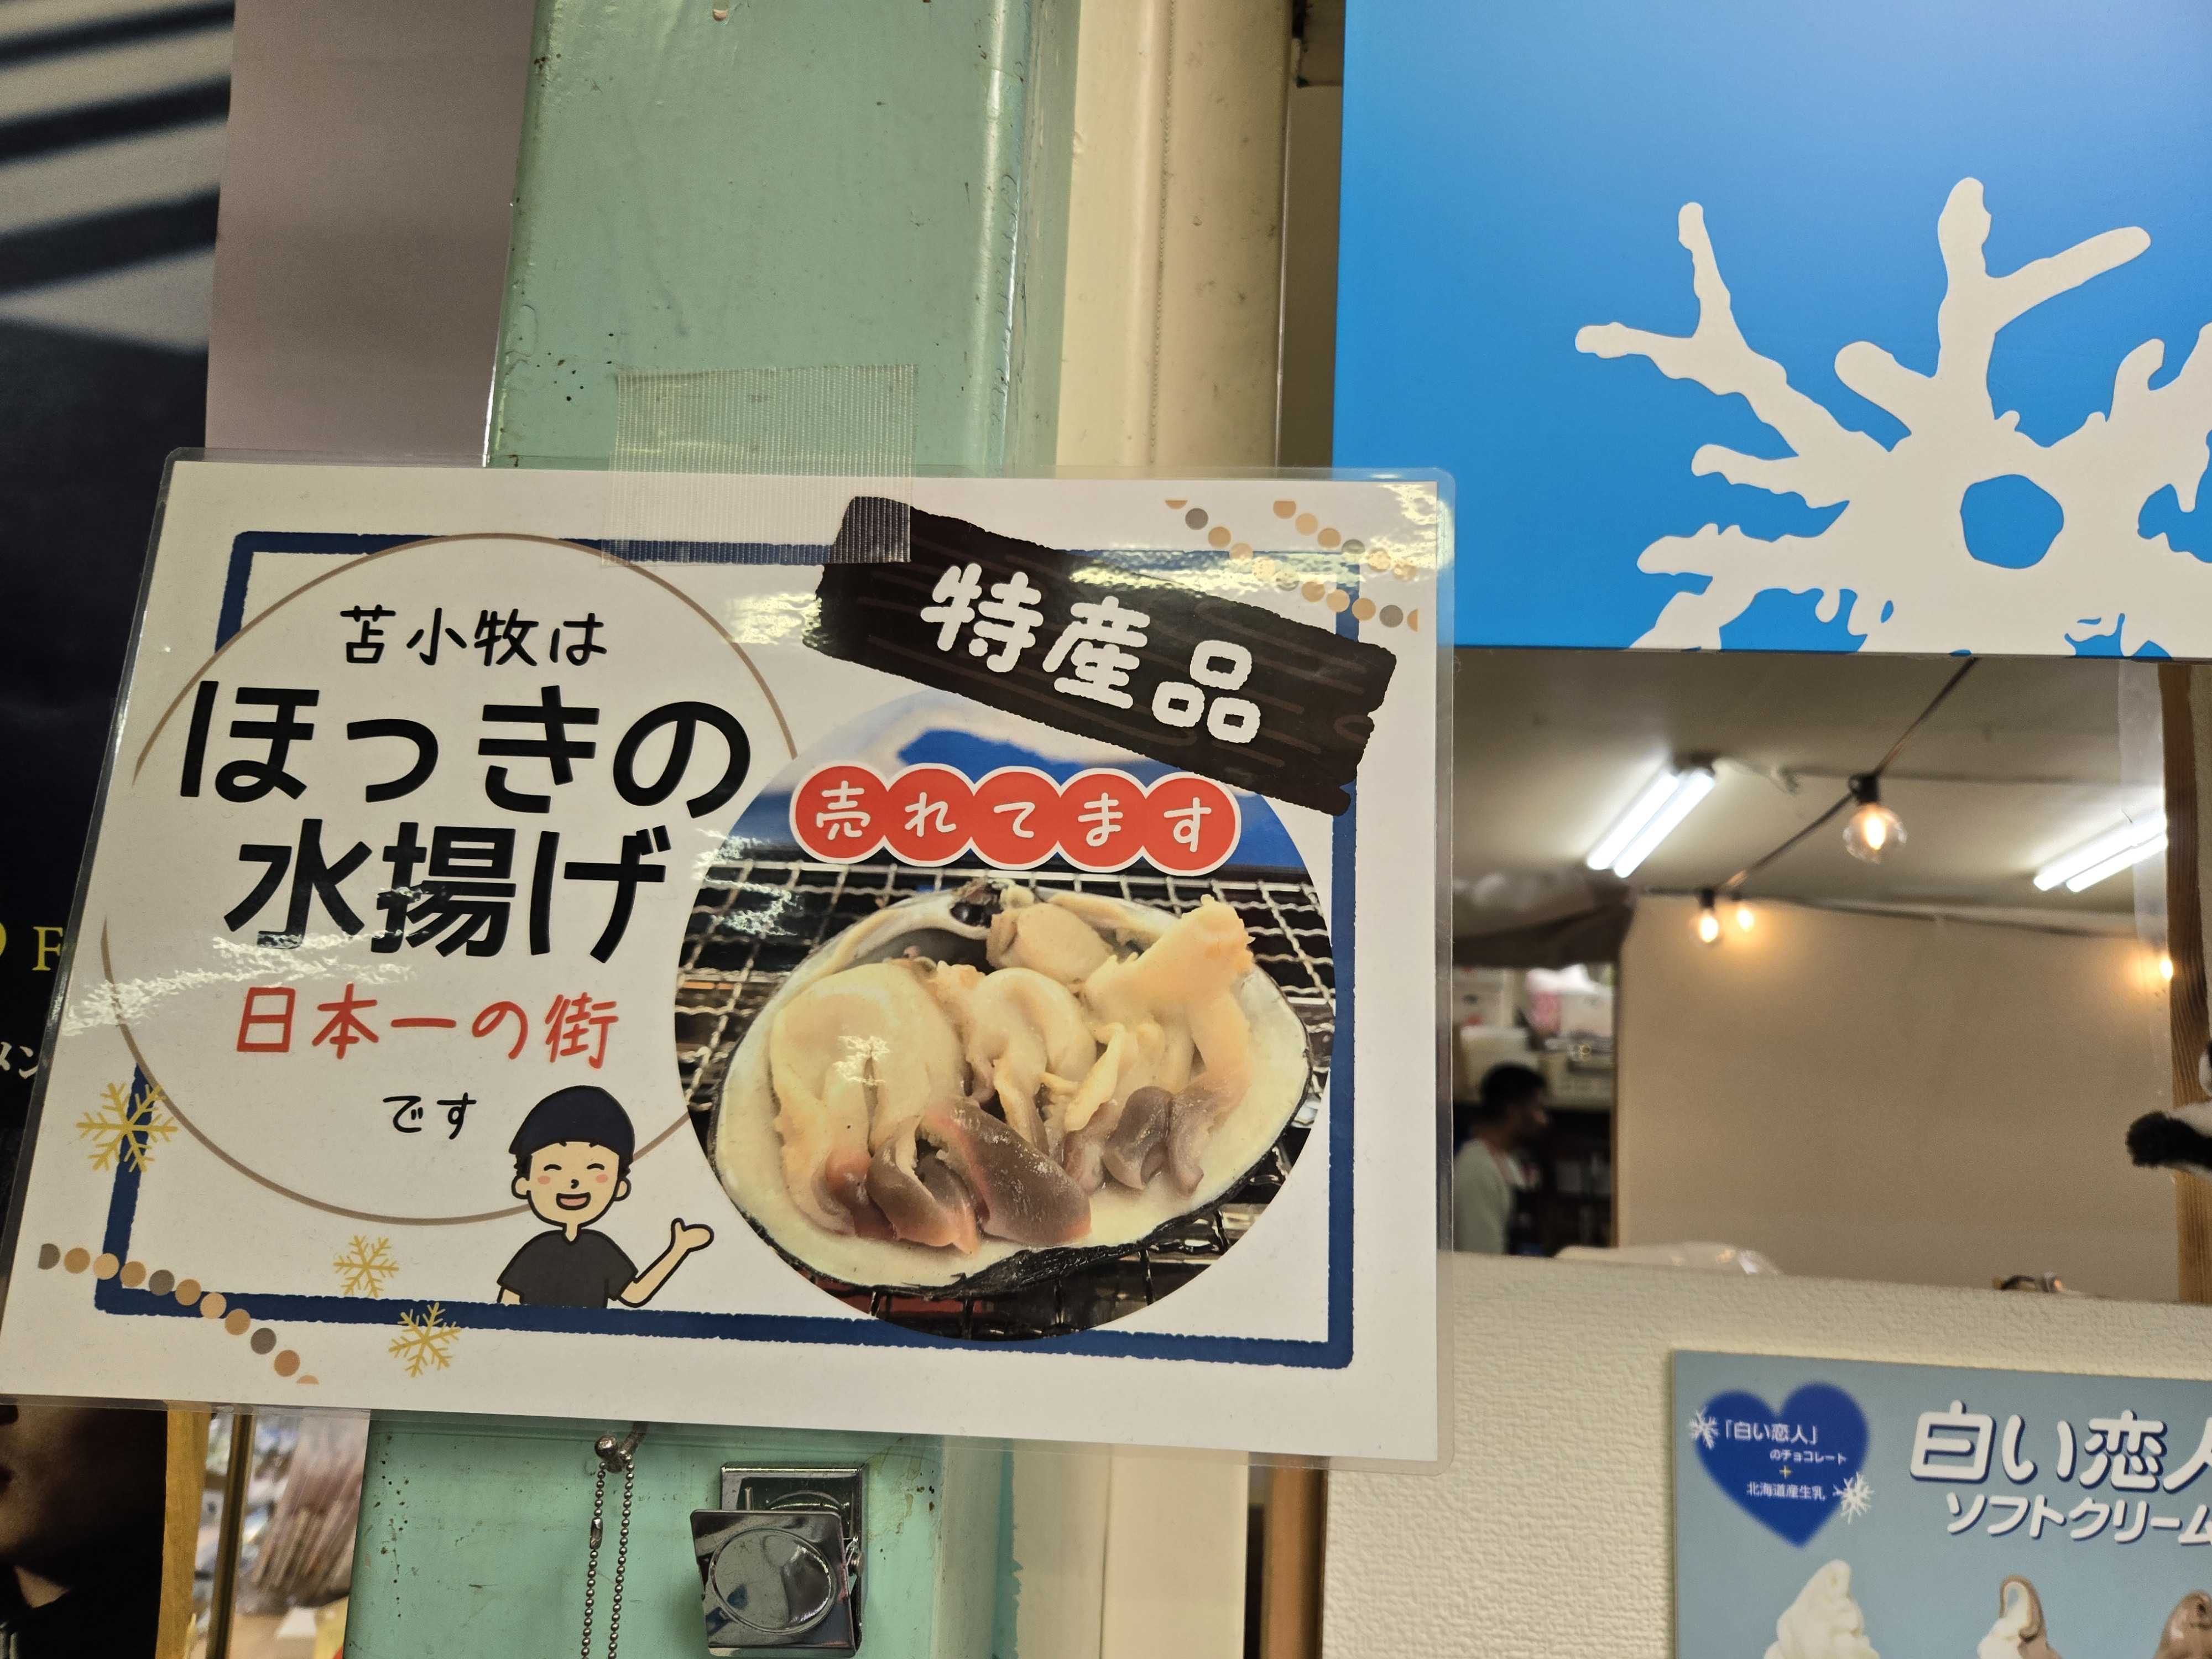 特産品
苫小牧は
ほっきの
水揚げ
日本一の街
です
売れてます
「白い恋人」
のチョコレート
+
北海道産生乳
白い恋人
ソフトクリーム
F
メン